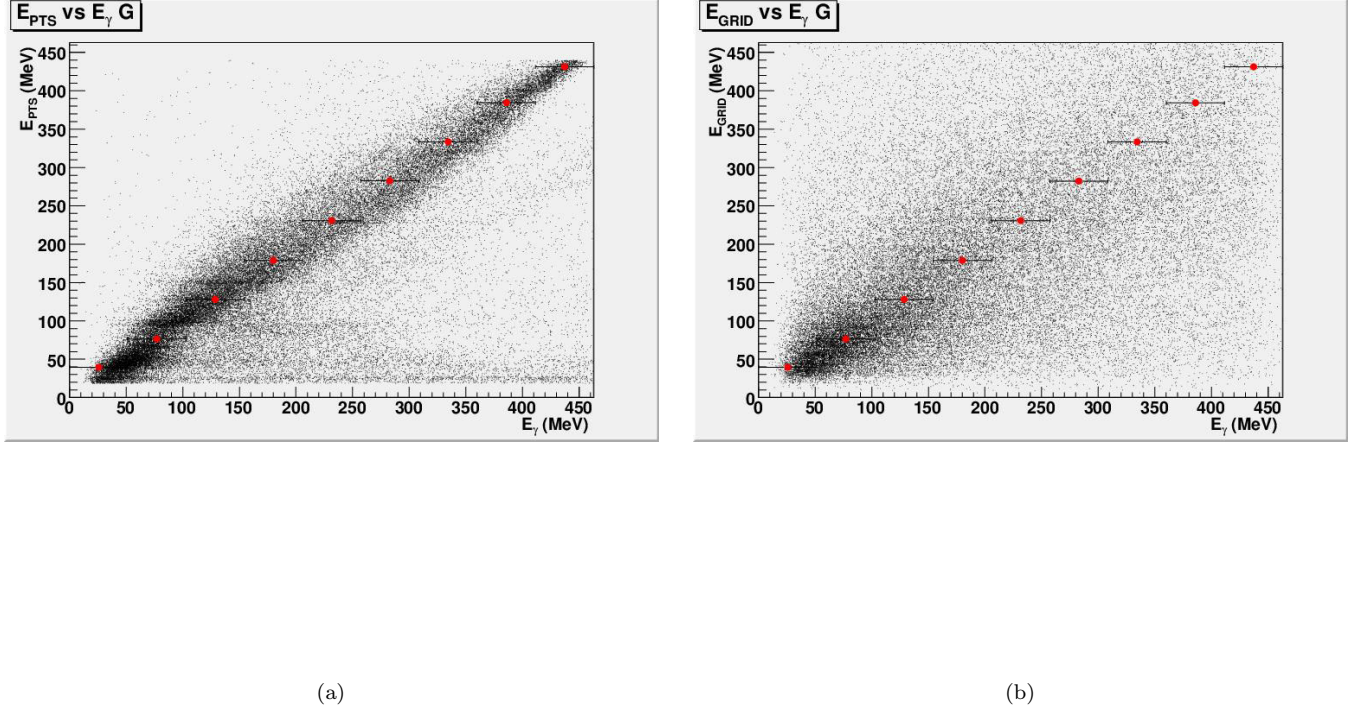 E_PTS vs E_γ G
E_PTS (MeV)
450
400
350
300
250
200
150
100
50
0
0 50 100 150 200 250 300 350 400 450
E_γ (MeV)
(a)
E_GRID vs E_γ G
E_GRID (MeV)
450
400
350
300
250
200
150
100
50
0
0 50 100 150 200 250 300 350 400 450
E_γ (MeV)
(b)